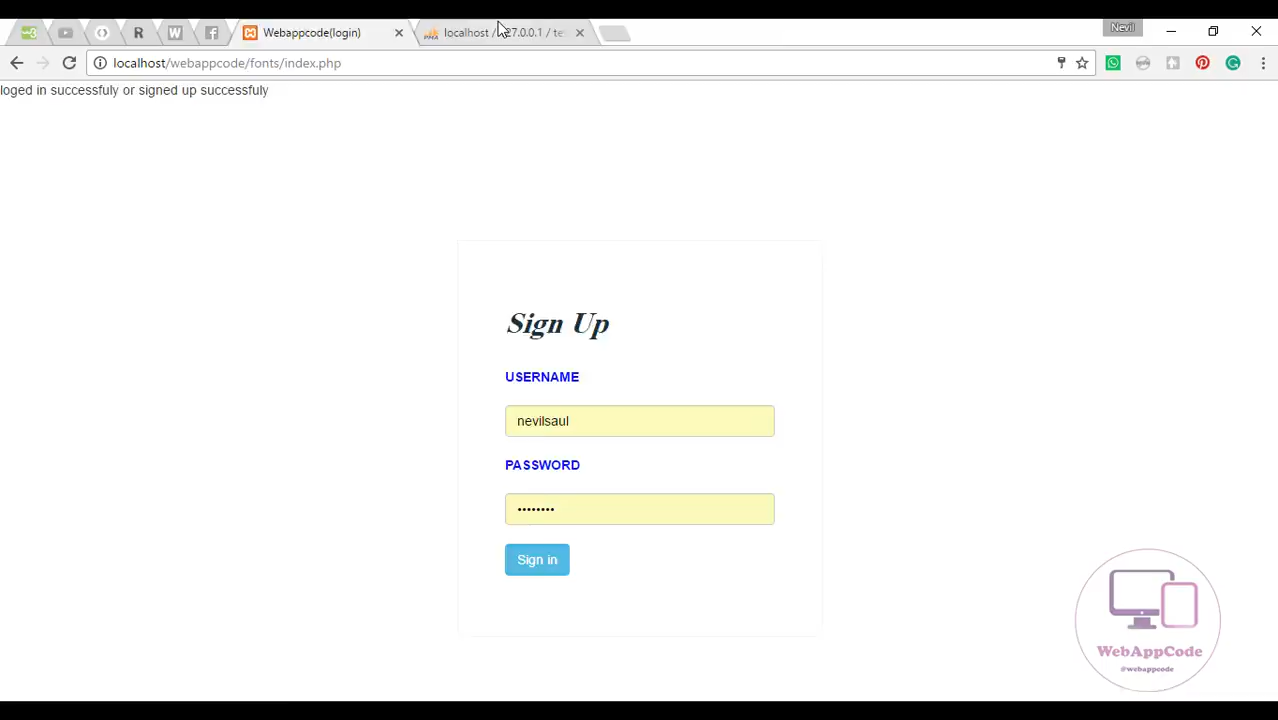 Webappcode(login)
localhost / 127.0.0.1 / te
Nevil
localhost/webappcode/fonts/index.php
loged in successfuly or signed up successfuly
Sign Up
USERNAME
nevilsaul
PASSWORD
••••••••
Sign in
WebAppCode
@webappcode